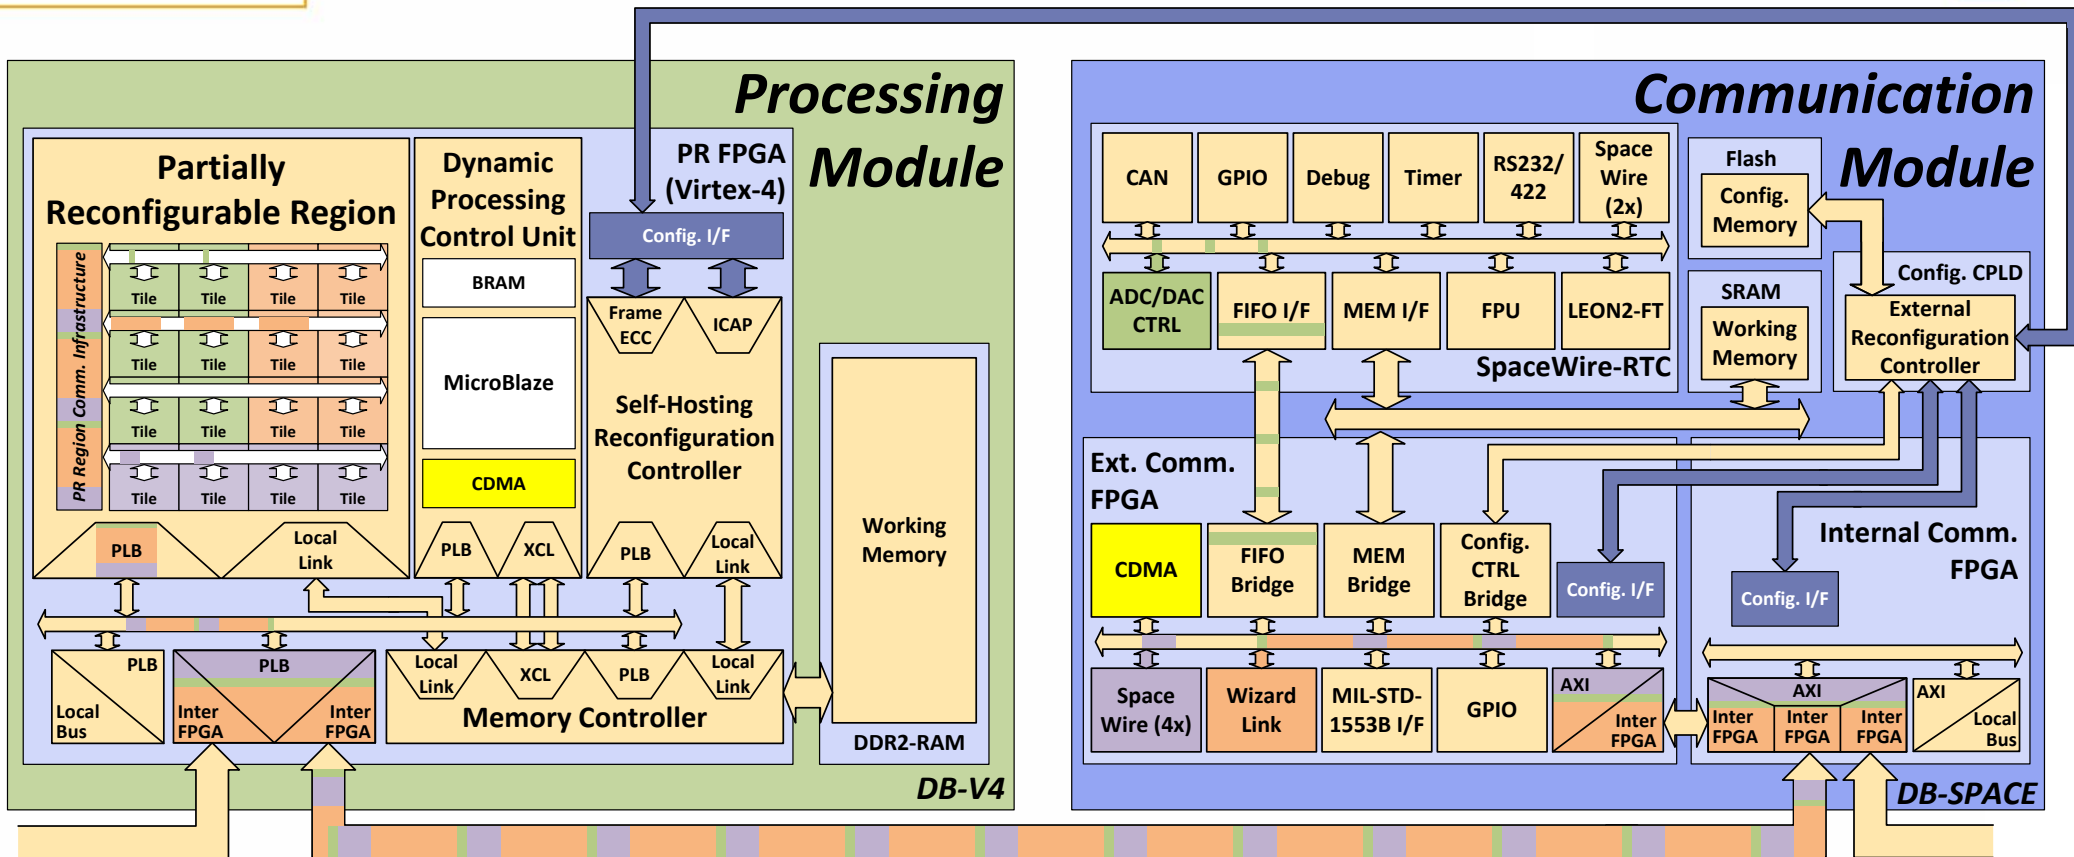 Processing
Module
PR FPGA
(Virtex-4)
Partially
Reconfigurable Region
PR Region Comm. Infrastructure
Tile Tile Tile Tile
Tile Tile Tile Tile
Tile Tile Tile Tile
Tile Tile Tile Tile
PLB
Local
Link
Dynamic
Processing
Control Unit
BRAM
MicroBlaze
CDMA
PLB
XCL
Config. I/F
Frame
ECC
ICAP
Self-Hosting
Reconfiguration
Controller
PLB
Local
Link
PLB
Local
Bus
PLB
Inter
FPGA
Inter
FPGA
Local
Link
XCL
PLB
Local
Link
Memory Controller
Working
Memory
DDR2-RAM
DB-V4
Communication
Module
CAN
GPIO
Debug
Timer
RS232/
422
Space
Wire
(2x)
ADC/DAC
CTRL
FIFO I/F
MEM I/F
FPU
LEON2-FT
SpaceWire-RTC
Flash
Config.
Memory
SRAM
Working
Memory
Config. CPLD
External
Reconfiguration
Controller
Ext. Comm.
FPGA
CDMA
FIFO
Bridge
MEM
Bridge
Config.
CTRL
Bridge
Config. I/F
Space
Wire (4x)
Wizard
Link
MIL-STD-
1553B I/F
GPIO
AXI
Inter
FPGA
Internal Comm.
FPGA
Config. I/F
AXI
Inter
FPGA
Inter
FPGA
Inter
FPGA
AXI
Local
Bus
DB-SPACE